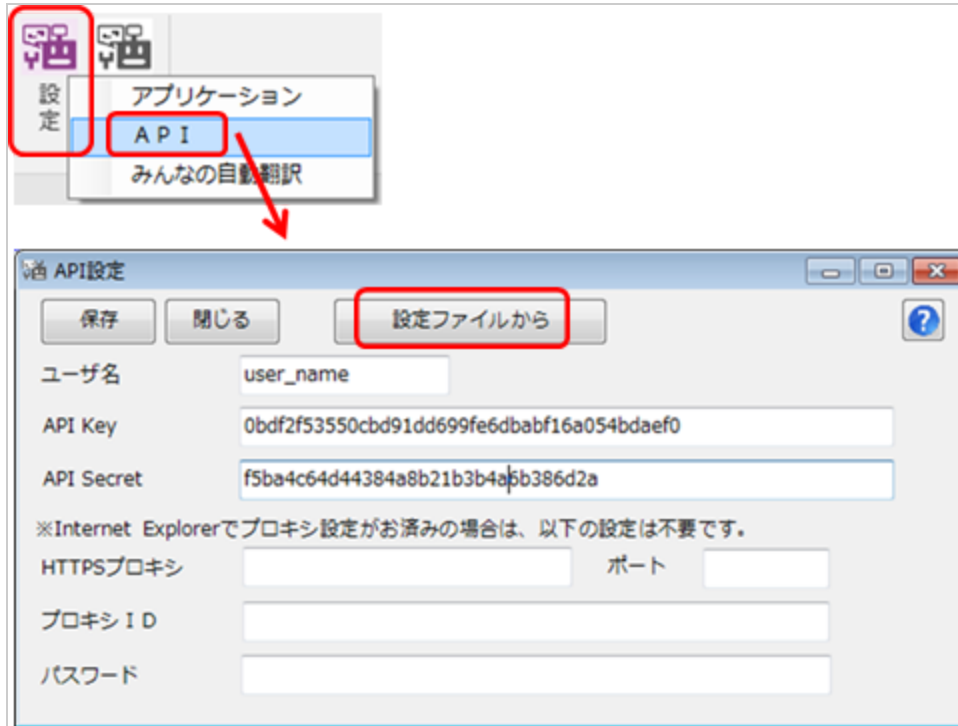 設定
アプリケーション
ＡＰＩ
みんなの自動翻訳
API設定
保存 閉じる 設定ファイルから
ユーザ名 user_name
API Key 0bdf2f53550cbd91dd699fe6dbabf16a054bdaef0
API Secret f5ba4c64d44384a8b21b3b4a6b386d2a
※Internet Explorerでプロキシ設定がお済みの場合は、以下の設定は不要です。
HTTPSプロキシ ポート
プロキシＩＤ
パスワード